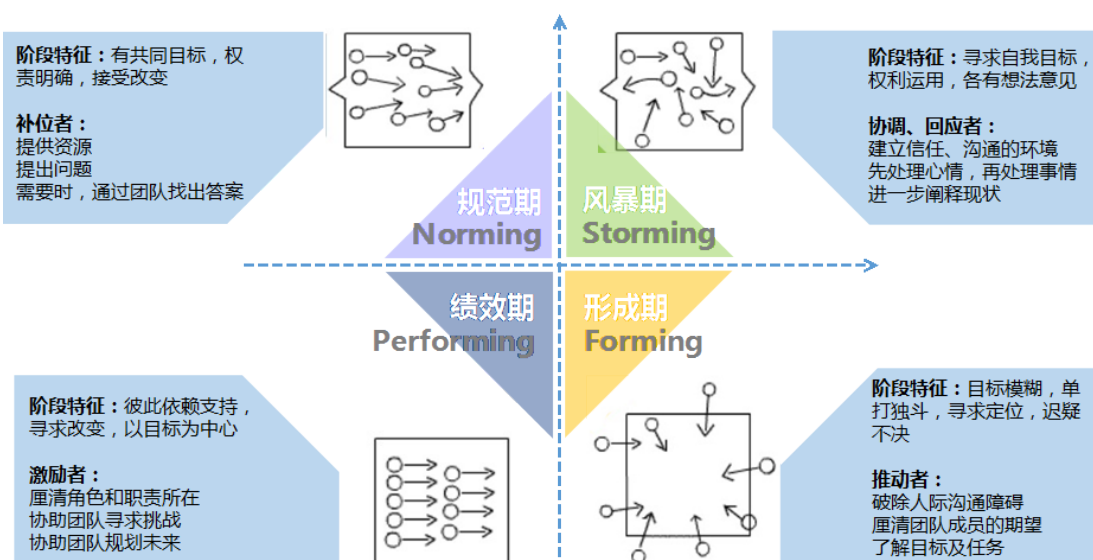 阶段特征：有共同目标，权
责明确，接受改变
补位者：
提供资源
提出问题
需要时，通过团队找出答案
阶段特征：寻求自我目标，
权利运用，各有想法意见
协调、回应者：
建立信任、沟通的环境
先处理心情，再处理事情
进一步阐释现状
规范期
Norming
风暴期
Storming
绩效期
Performing
形成期
Forming
阶段特征：彼此依赖支持，
寻求改变，以目标为中心
激励者：
厘清角色和职责所在
协助团队寻求挑战
协助团队规划未来
阶段特征：目标模糊，单
打独斗，寻求定位，迟疑
不决
推动者：
破除人际沟通障碍
厘清团队成员的期望
了解目标及任务